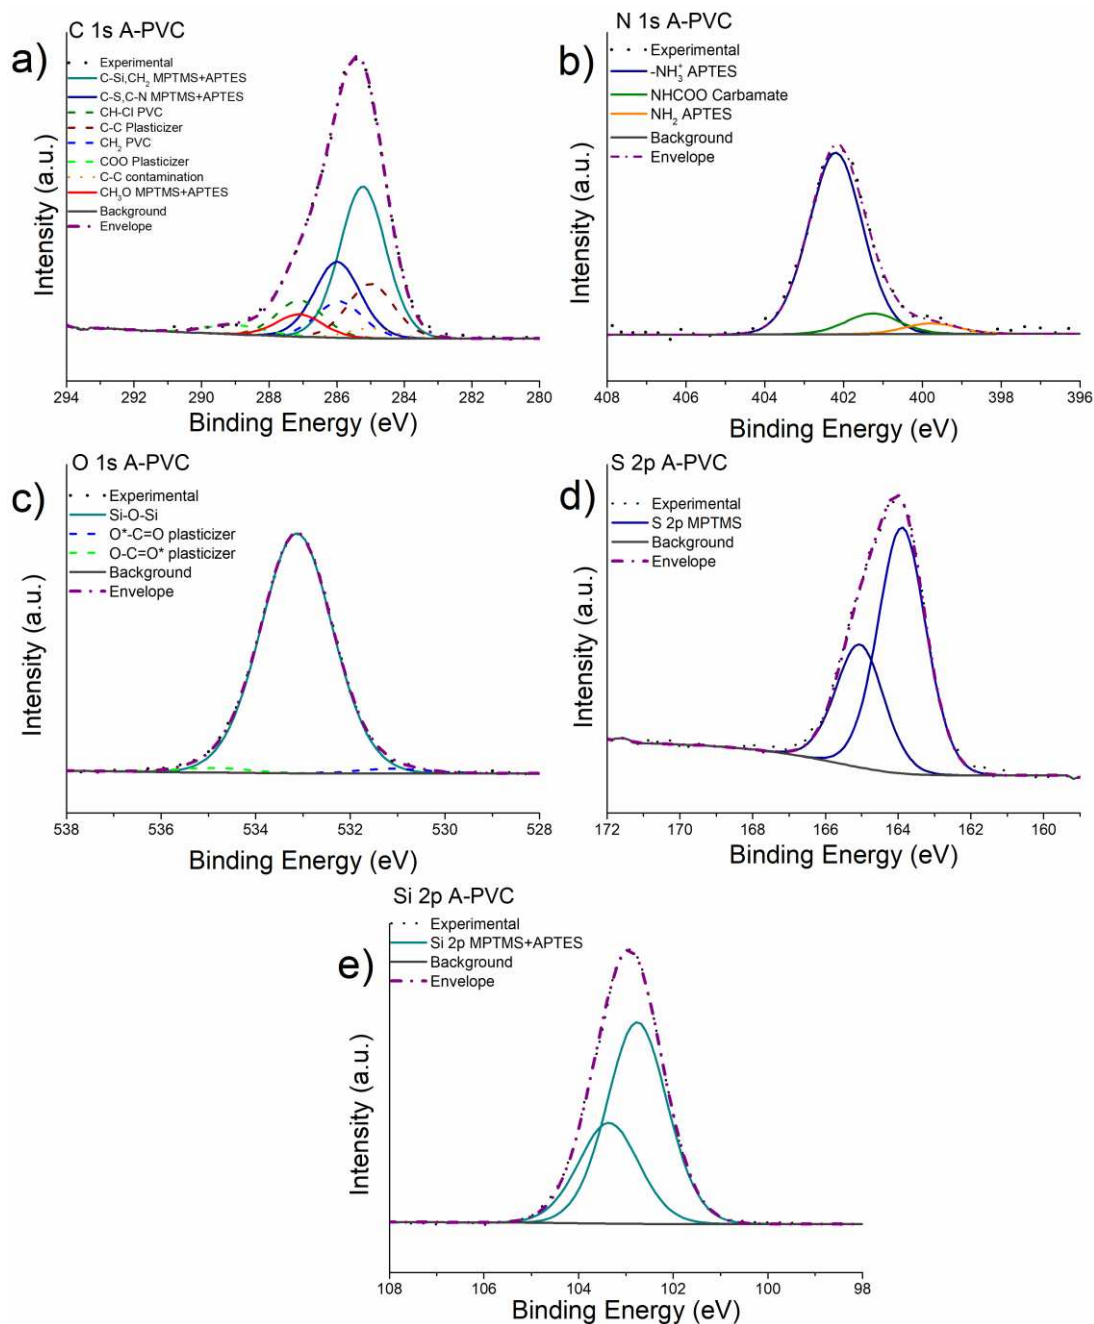 a)
C 1s A-PVC
Experimental
C-Si,CH₂ MPTMS+APTES
C-S,C-N MPTMS+APTES
CH-Cl PVC
C-C Plasticizer
CH₂ PVC
COO Plasticizer
C-C contamination
CH₃O MPTMS+APTES
Background
Envelope
Intensity (a.u.)
294 292 290 288 286 284 282 280
Binding Energy (eV)
b)
N 1s A-PVC
Experimental
-NH₃⁺ APTES
NHCOO Carbamate
NH₂ APTES
Background
Envelope
Intensity (a.u.)
408 406 404 402 400 398 396
Binding Energy (eV)
c)
O 1s A-PVC
Experimental
Si-O-Si
O*-C=O plasticizer
O-C=O* plasticizer
Background
Envelope
Intensity (a.u.)
538 536 534 532 530 528
Binding Energy (eV)
d)
S 2p A-PVC
Experimental
S 2p MPTMS
Background
Envelope
Intensity (a.u.)
172 170 168 166 164 162 160
Binding Energy (eV)
e)
Si 2p A-PVC
Experimental
Si 2p MPTMS+APTES
Background
Envelope
Intensity (a.u.)
108 106 104 102 100 98
Binding Energy (eV)